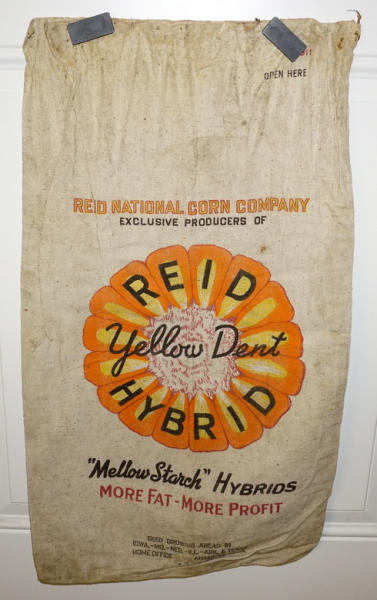 OPEN HERE
REID NATIONAL CORN COMPANY
EXCLUSIVE PRODUCERS OF
REID
Yellow Dent
HYBRID
"Mellow Starch" HYBRIDS
MORE FAT - MORE PROFIT
SEED GROWING AREAS IN
IOWA, - MO. - NEB. - ILL. - ARK. &
HOME OFFICE